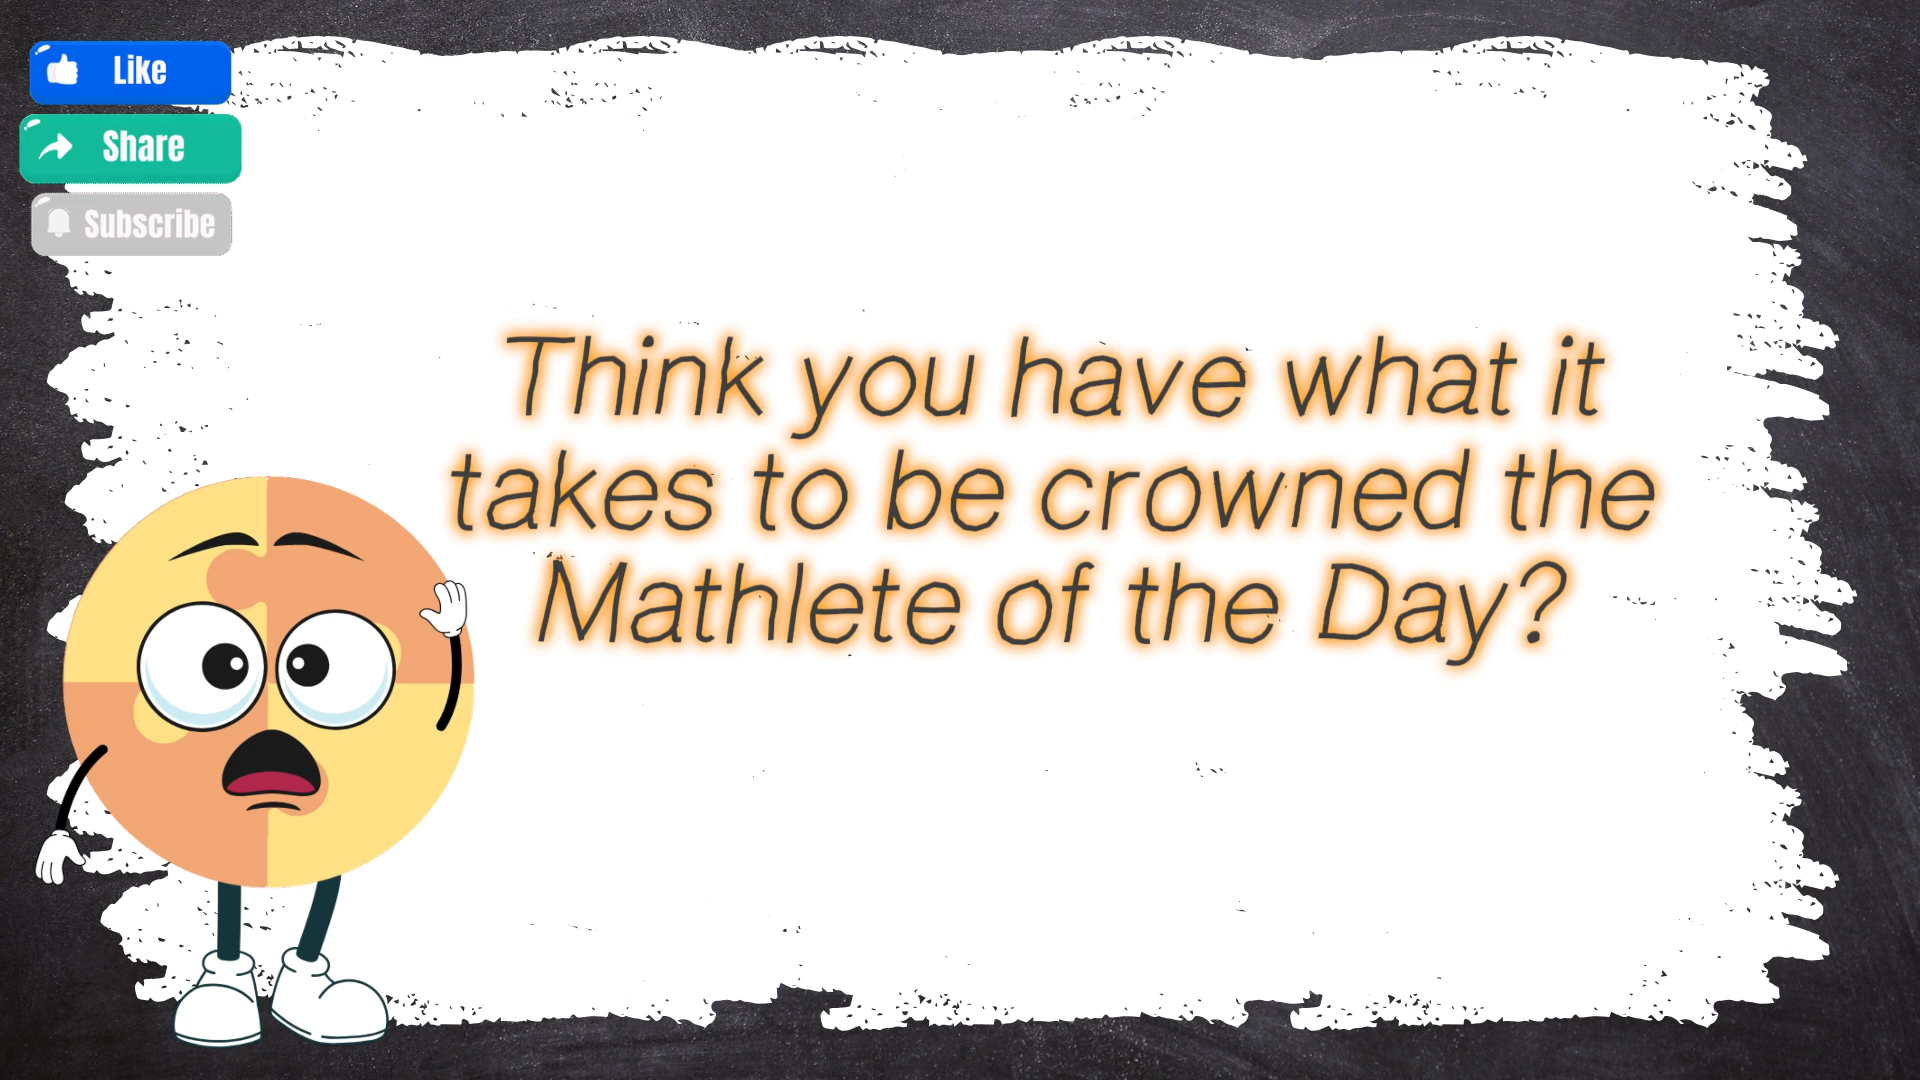 Like
Share
Subscribe
Think you have what it
takes to be crowned the
Mathlete of the Day?